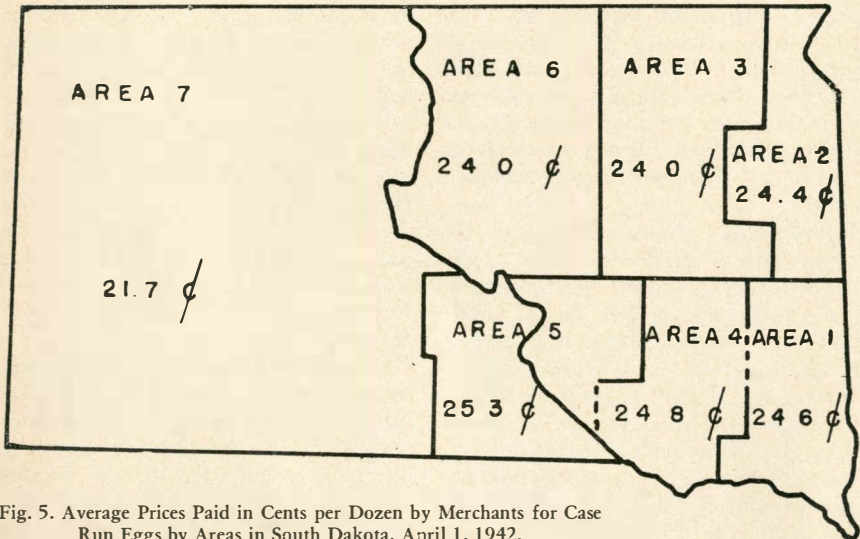 AREA 7
21.7 ¢
AREA 6
24 0 ¢
AREA 3
24 0 ¢
AREA 2
24.4 ¢
AREA 5
25 3 ¢
AREA 4
24 8 ¢
AREA 1
24 6 ¢
Fig. 5. Average Prices Paid in Cents per Dozen by Merchants for Case
Run Eggs by Areas in South Dakota, April 1, 1942.